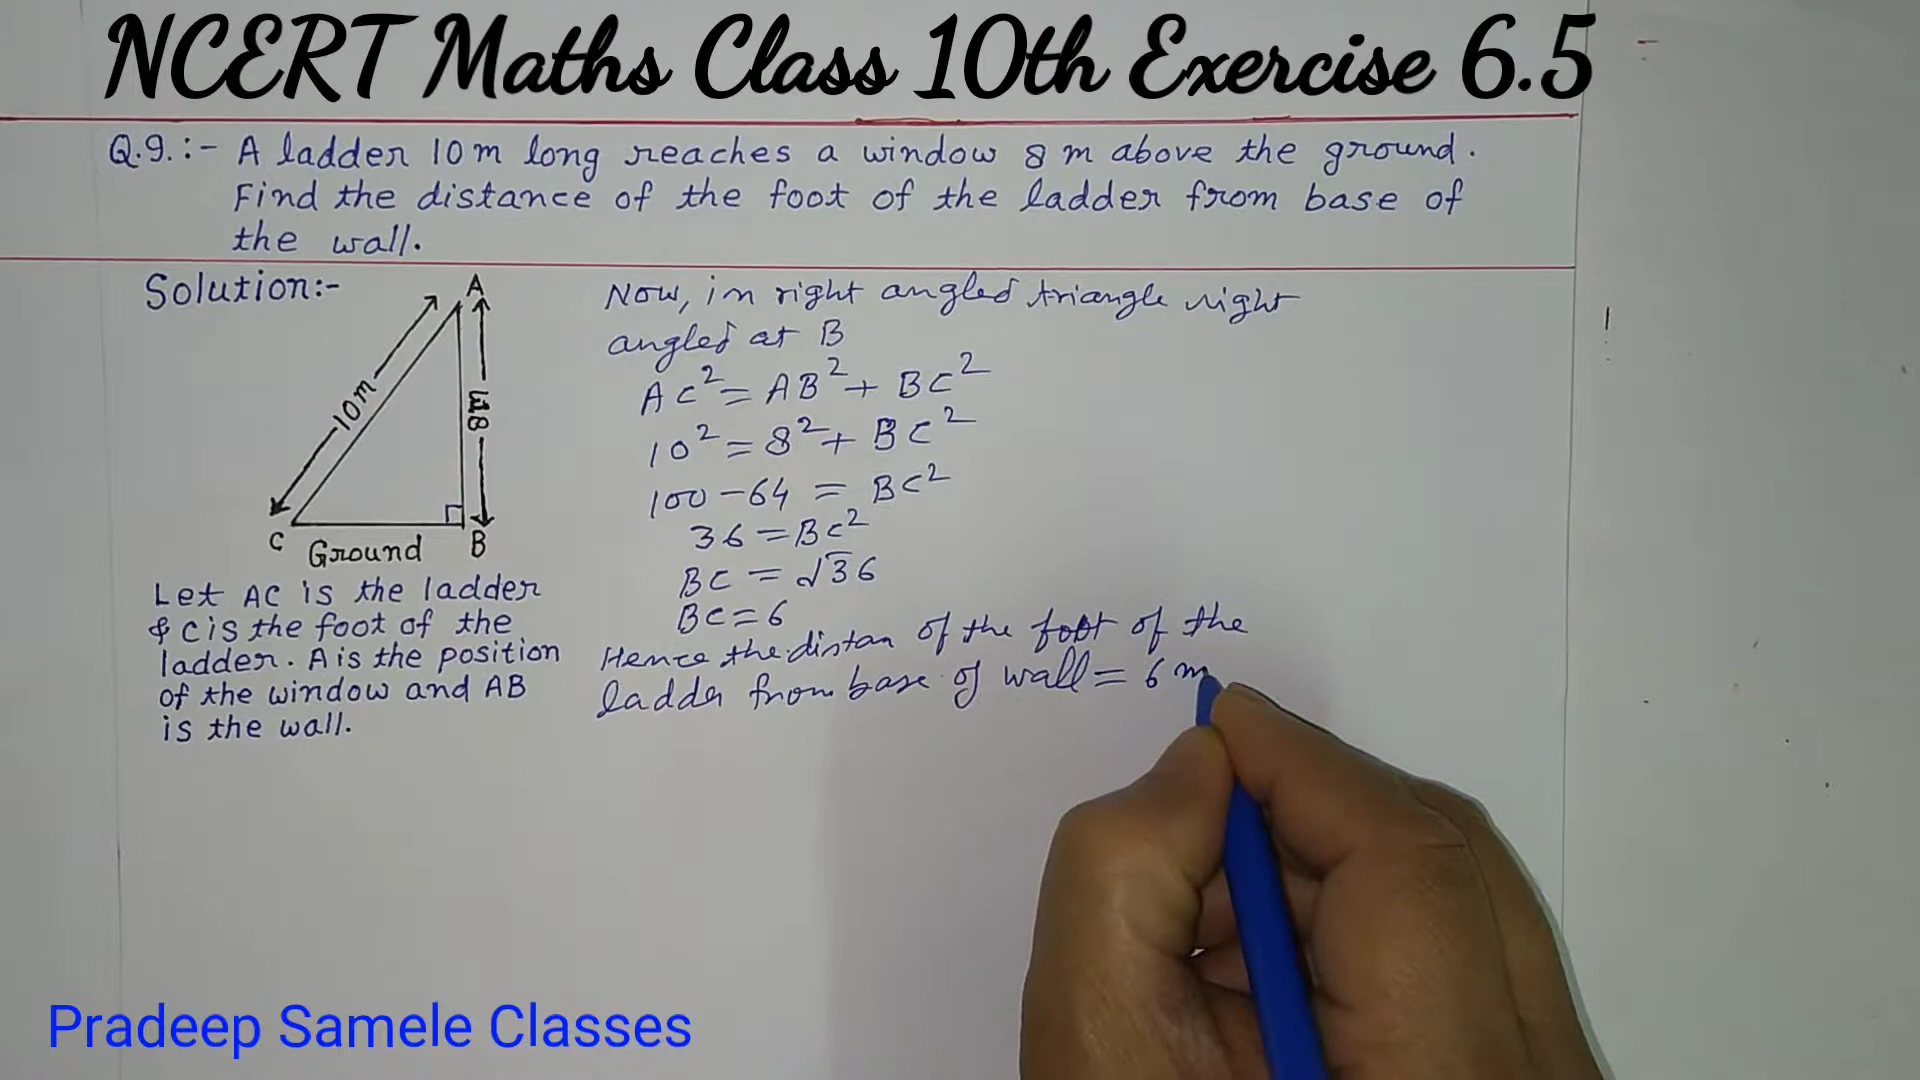 NCERT Maths Class 10th Exercise 6.5
Q.9.:- A ladder 10 m long reaches a window 8 m above the ground.
Find the distance of the foot of the ladder from base of
the wall.
Solution:-
A
10m
8m
C
B
Ground
Let AC is the ladder
& C is the foot of the
ladder. A is the position
of the window and AB
is the wall.
Now, in right angled triangle right
angled at B
AC² = AB² + BC²
10² = 8² + BC²
100 - 64 = BC²
36 = BC²
BC = √36
BC = 6
Hence the distan of the foot of the
ladder from base of wall = 6 m
Pradeep Samele Classes